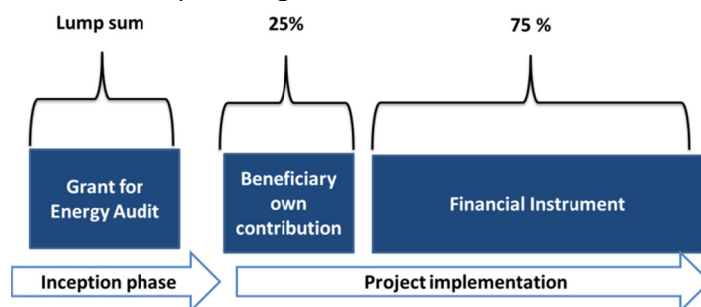 Lump sum
25%
75 %
Grant for
Energy Audit
Beneficiary
own
contribution
Financial Instrument
Inception phase
Project implementation